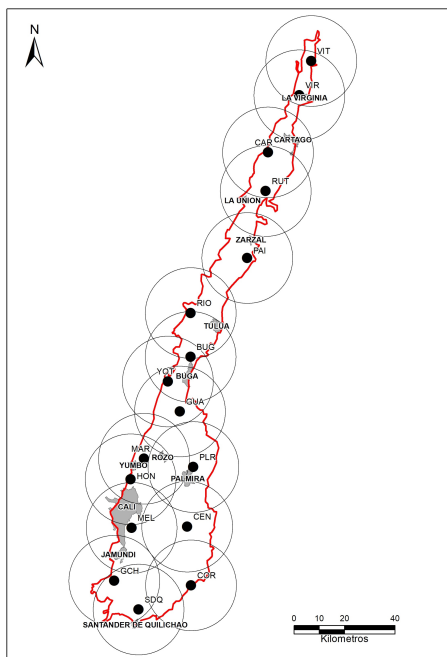 N
VIT
VIR
LA VIRGINIA
CARTAGO
CAR
RUT
LA UNION
ZARZAL
PAI
RIO
TULUA
BUG
YOT
BUGA
GUA
MAR
ROZO
YUMBO
PLR
HON
PALMIRA
CALI
MEL
CEN
JAMUNDI
GCH
COR
SDQ
SANTANDER DE QUILICHAO
0 10 20 40
Kilometros